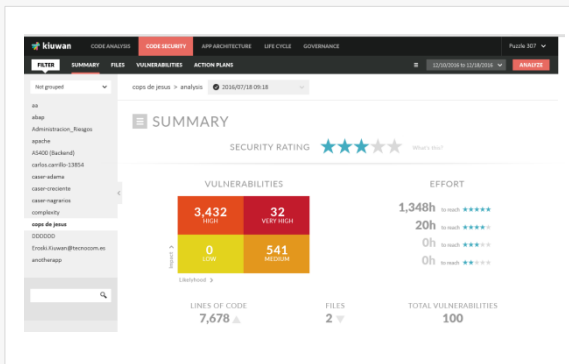 kiuwan CODE ANALYSIS CODE SECURITY APP ARCHITECTURE LIFE CYCLE GOVERNANCE Puzzle 307
FILTER SUMMARY FILES VULNERABILITIES ACTION PLANS 12/10/2016 to 12/18/2016 ANALYZE
Not grouped
cops de jesus > analysis 2016/07/18 09:18
aa
abap
Administracion_Riesgos
apache
AS400 (Backend)
carlos.carrillo-13854
caser-adama
caser-creciente
caser-nagrarios
complexity
cops de jesus
DDDDDD
Eroski.Kiuwan@tecnocom.es
anotherapp
SUMMARY
SECURITY RATING What's this?
VULNERABILITIES
3,432 HIGH
32 VERY HIGH
0 LOW
541 MEDIUM
Impact >
Likelyhood >
EFFORT
1,348h to reach
20h to reach
0h to reach
0h to reach
LINES OF CODE
7,678
FILES
2
TOTAL VULNERABILITIES
100